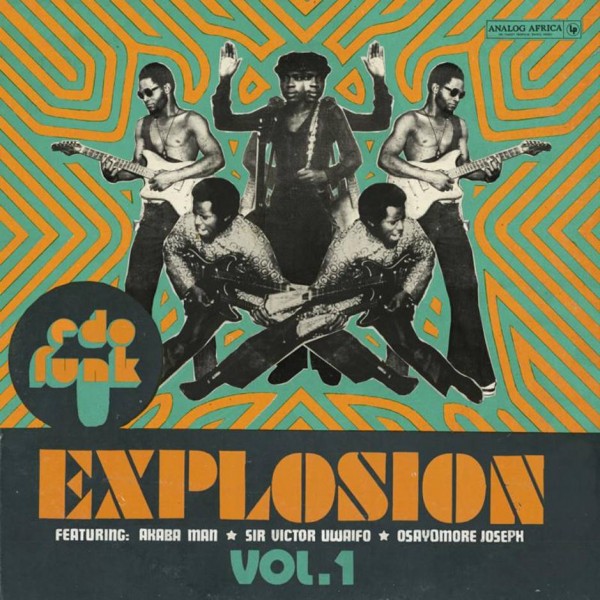 ANALOG AFRICA
edo
funk
EXPLOSION
FEATURING: AKABA MAN ★ SIR VICTOR UWAIFO ★ OSAYOMORE JOSEPH
VOL.1